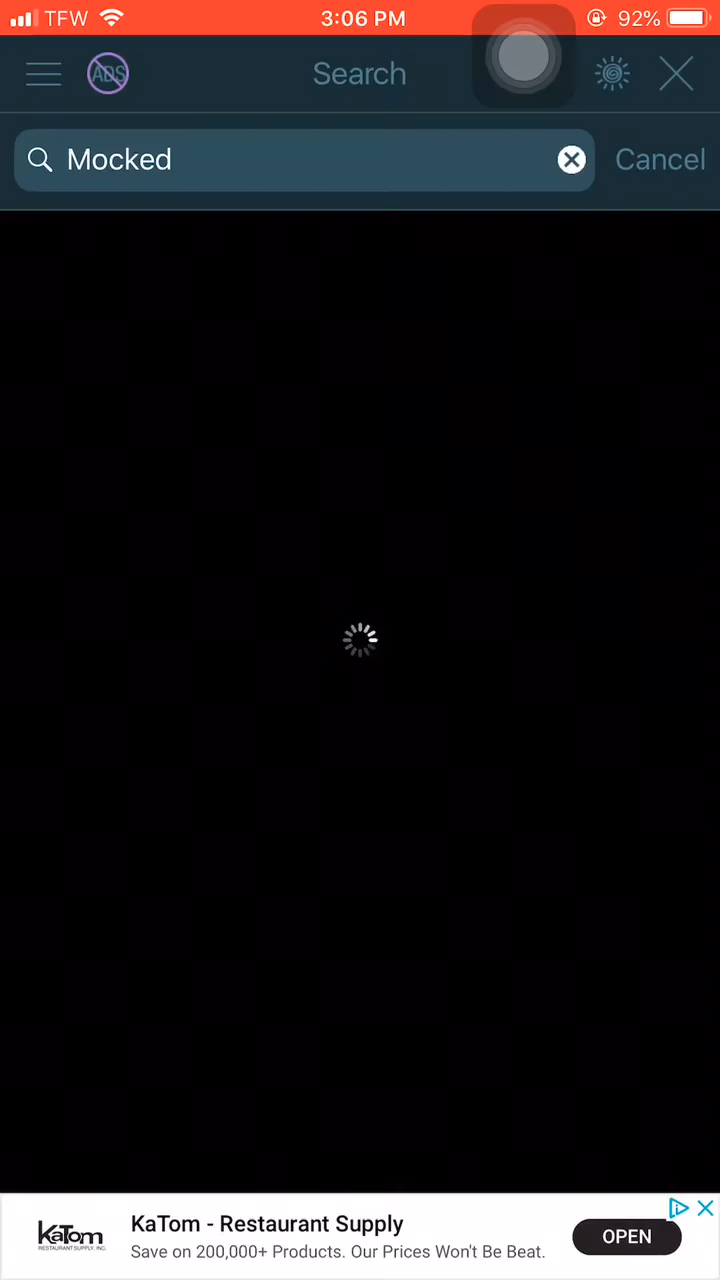 TFW 3:06 PM 92%
ADS Search
Mocked Cancel
KaTom RESTAURANT SUPPLY, INC.
KaTom - Restaurant Supply
Save on 200,000+ Products. Our Prices Won't Be Beat.
OPEN